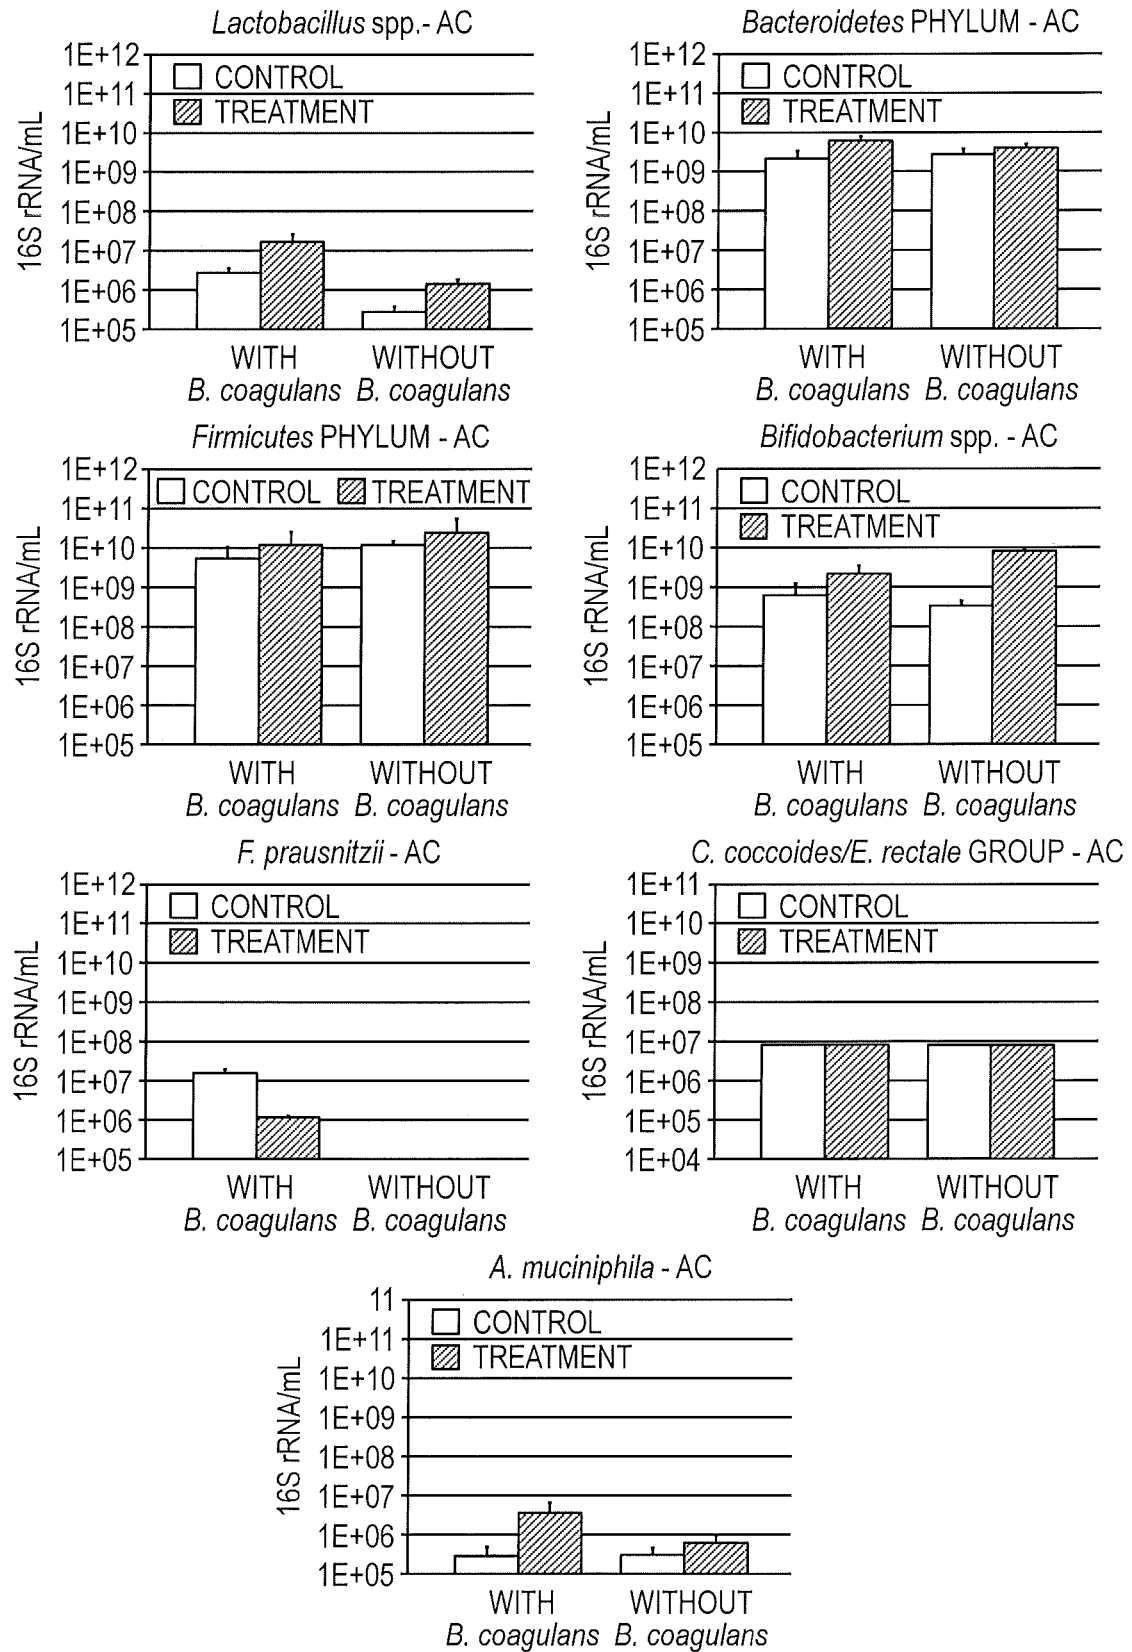 Lactobacillus spp.- AC
1E+12
1E+11
1E+10
1E+09
1E+08
1E+07
1E+06
1E+05
16S rRNA/mL
CONTROL
TREATMENT
WITH WITHOUT
B. coagulans B. coagulans
Bacteroidetes PHYLUM - AC
1E+12
1E+11
1E+10
1E+09
1E+08
1E+07
1E+06
1E+05
16S rRNA/mL
CONTROL
TREATMENT
WITH WITHOUT
B. coagulans B. coagulans
Firmicutes PHYLUM - AC
1E+12
1E+11
1E+10
1E+09
1E+08
1E+07
1E+06
1E+05
16S rRNA/mL
CONTROL TREATMENT
WITH WITHOUT
B. coagulans B. coagulans
Bifidobacterium spp. - AC
1E+12
1E+11
1E+10
1E+09
1E+08
1E+07
1E+06
1E+05
16S rRNA/mL
CONTROL
TREATMENT
WITH WITHOUT
B. coagulans B. coagulans
F. prausnitzii - AC
1E+12
1E+11
1E+10
1E+09
1E+08
1E+07
1E+06
1E+05
16S rRNA/mL
CONTROL
TREATMENT
WITH WITHOUT
B. coagulans B. coagulans
C. coccoides/E. rectale GROUP - AC
1E+11
1E+10
1E+09
1E+08
1E+07
1E+06
1E+05
1E+04
16S rRNA/mL
CONTROL
TREATMENT
WITH WITHOUT
B. coagulans B. coagulans
A. muciniphila - AC
11
1E+11
1E+10
1E+09
1E+08
1E+07
1E+06
1E+05
16S rRNA/mL
CONTROL
TREATMENT
WITH WITHOUT
B. coagulans B. coagulans